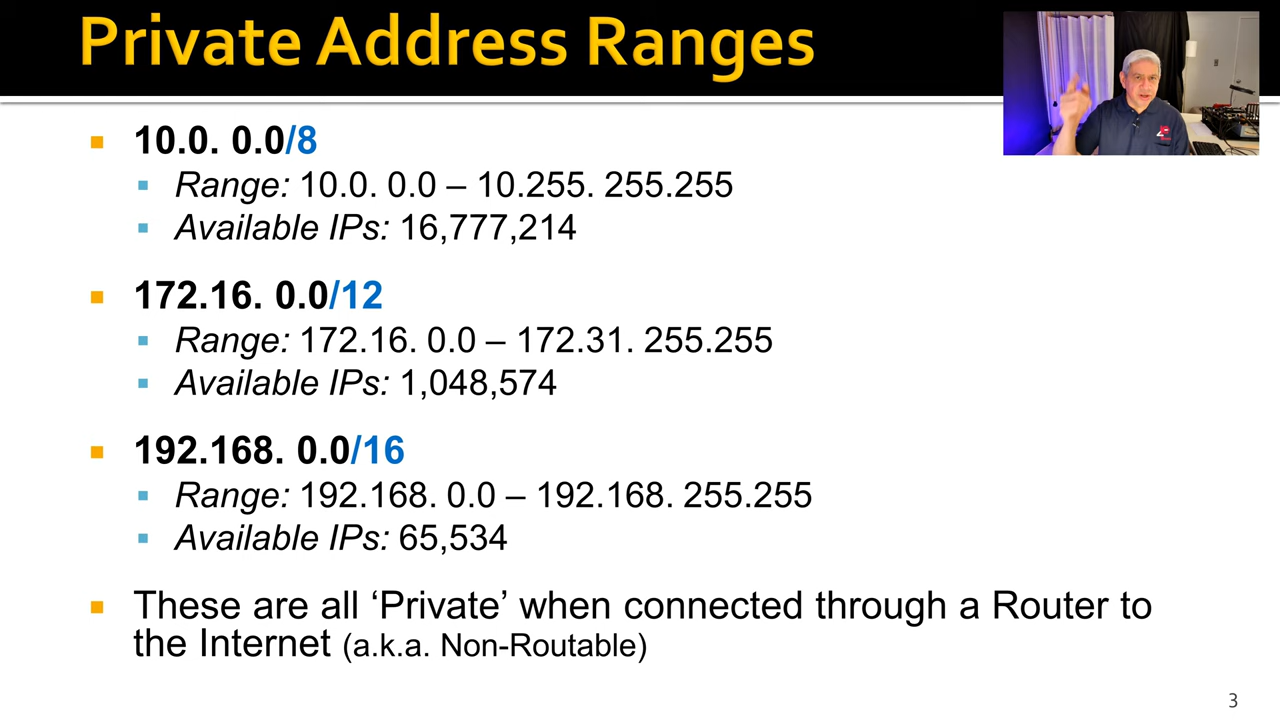 Private Address Ranges
10.0. 0.0/8
Range: 10.0. 0.0 – 10.255. 255.255
Available IPs: 16,777,214
172.16. 0.0/12
Range: 172.16. 0.0 – 172.31. 255.255
Available IPs: 1,048,574
192.168. 0.0/16
Range: 192.168. 0.0 – 192.168. 255.255
Available IPs: 65,534
These are all ‘Private’ when connected through a Router to
the Internet (a.k.a. Non-Routable)
3